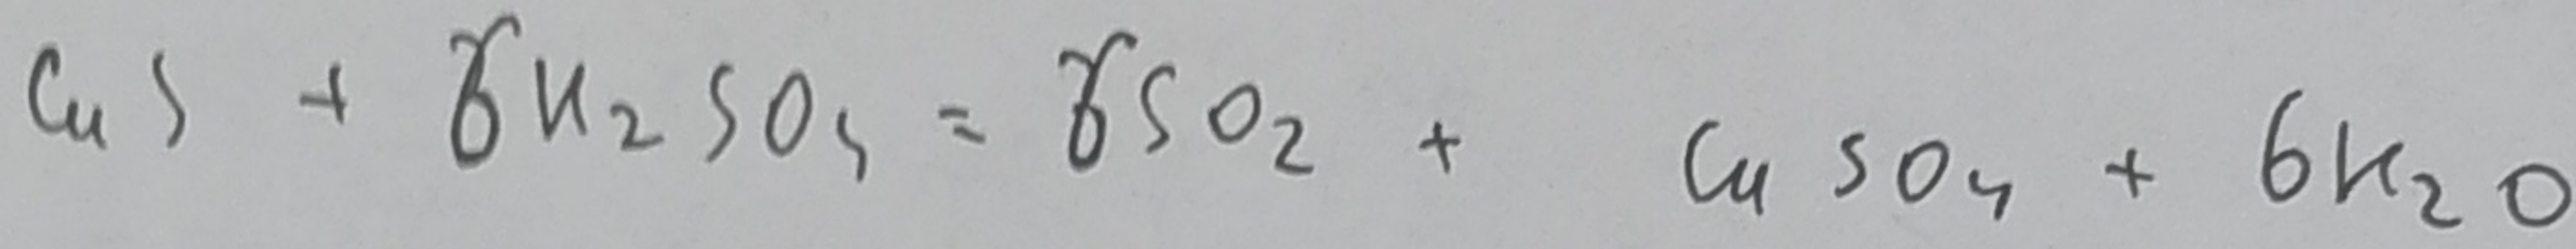 CuS + 8H₂SO₄ = 8SO₂ + CuSO₄ + 6H₂O